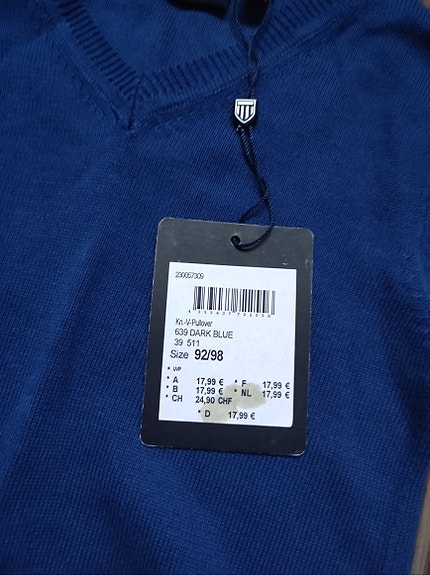 230057309
Kn.-V-Pullover
639 DARK BLUE
39 511
Size 92/98
* UVP
* A 17,99 € * F 17,99 €
* B 17,99 € * NL 17,99 €
CH 24,90 CHF
* D 17,99 €